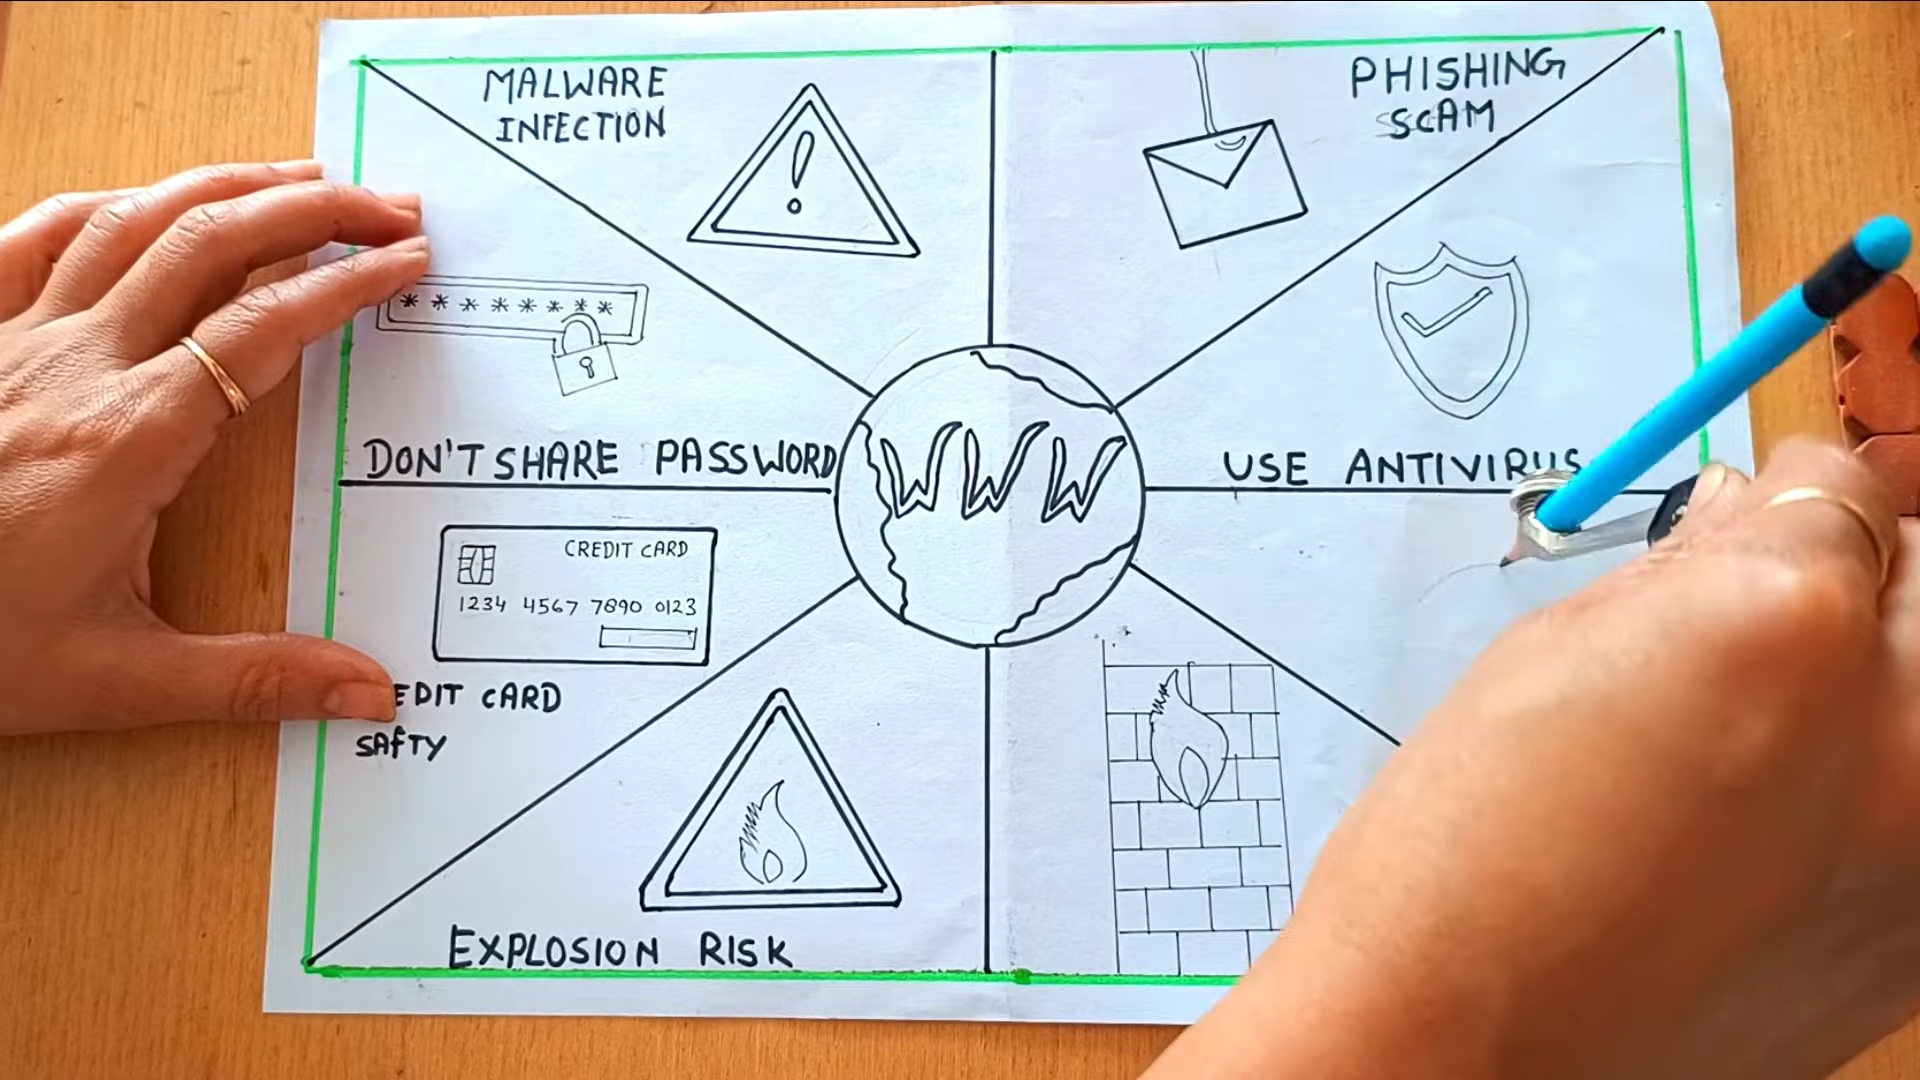 MALWARE
INFECTION
PHISHING
SCAM
* * * * * * * *
DON'T SHARE PASSWORD
WWW
USE ANTIVIRUS
CREDIT CARD
1234 4567 7890 0123
EDIT CARD
SAfTY
EXPLOSION RISK